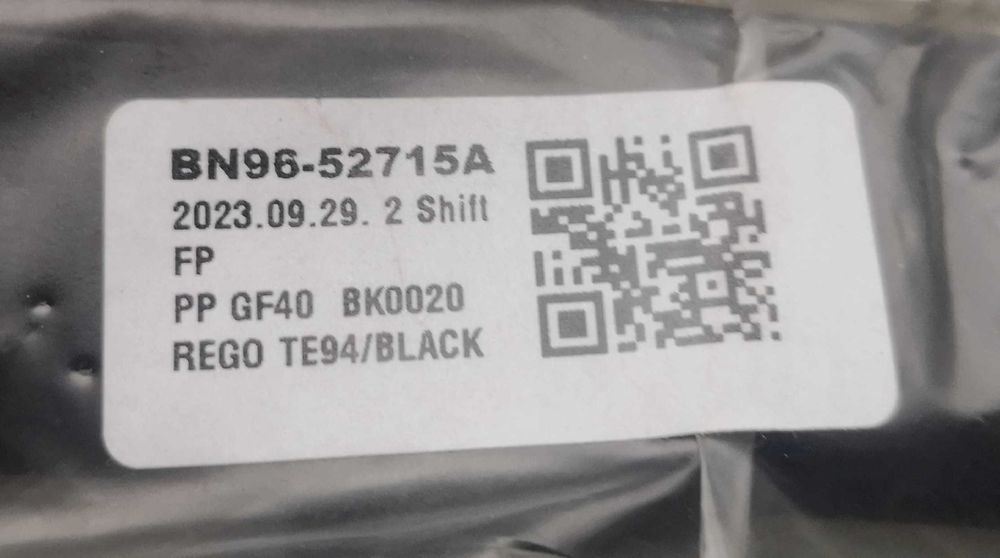 BN96-52715A
2023.09.29. 2 Shift
FP
PP GF40 BK0020
REGO TE94/BLACK